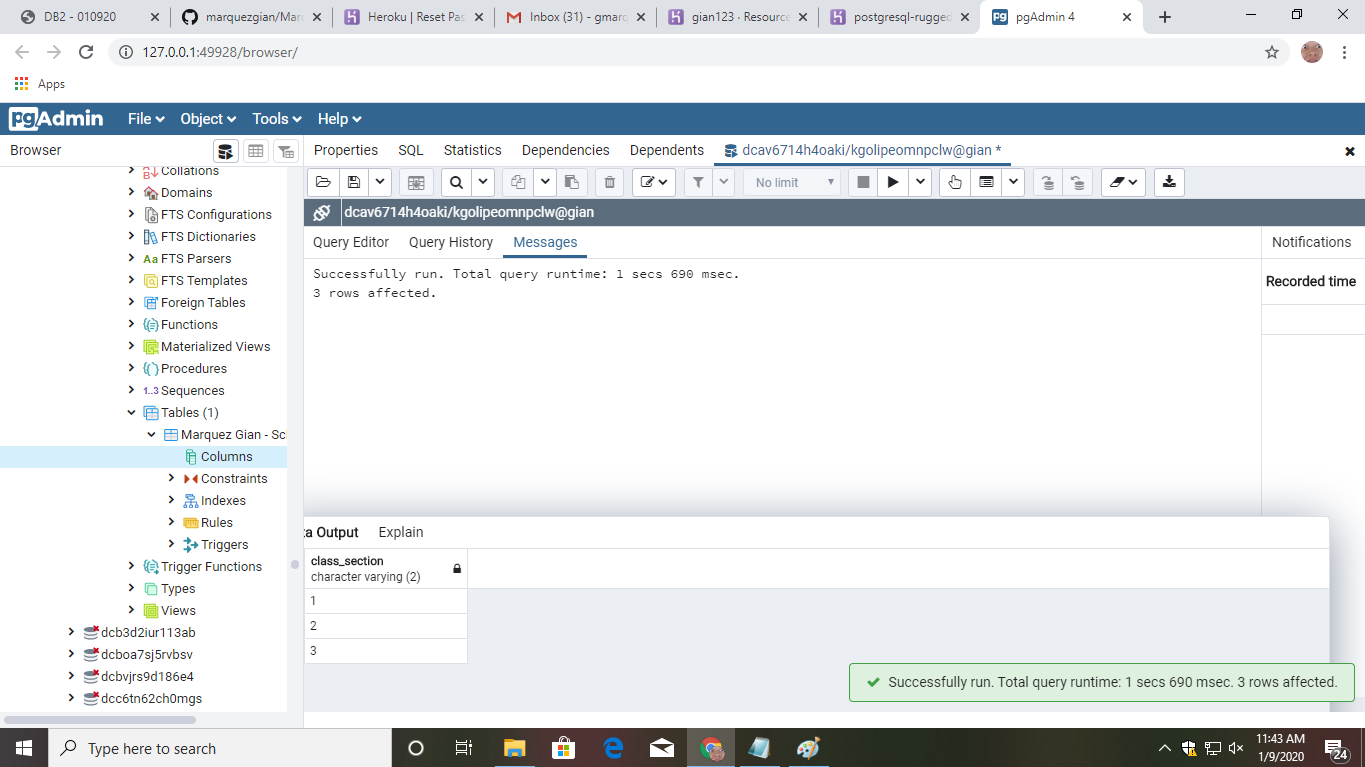 DB2 - 010920
marquezgian/Mar
Heroku | Reset Pas
Inbox (31) - gmarq
gian123 · Resource
postgresql-rugged
pgAdmin 4
127.0.0.1:49928/browser/
Apps
pgAdmin File Object Tools Help
Browser
Properties SQL Statistics Dependencies Dependents dcav6714h4oaki/kgolipeomnpclw@gian *
No limit
dcav6714h4oaki/kgolipeomnpclw@gian
Query Editor Query History Messages
Notifications
Recorded time
Successfully run. Total query runtime: 1 secs 690 msec.
3 rows affected.
Collations
Domains
FTS Configurations
FTS Dictionaries
Aa FTS Parsers
FTS Templates
Foreign Tables
Functions
Materialized Views
Procedures
1..3 Sequences
Tables (1)
Marquez Gian - Sc
Columns
Constraints
Indexes
Rules
Triggers
Trigger Functions
Types
Views
dcb3d2iur113ab
dcboa7sj5rvbsv
dcbvjrs9d186e4
dcc6tn62ch0mgs
ta Output Explain
class_section
character varying (2)
1
2
3
Successfully run. Total query runtime: 1 secs 690 msec. 3 rows affected.
Type here to search
11:43 AM
1/9/2020
24